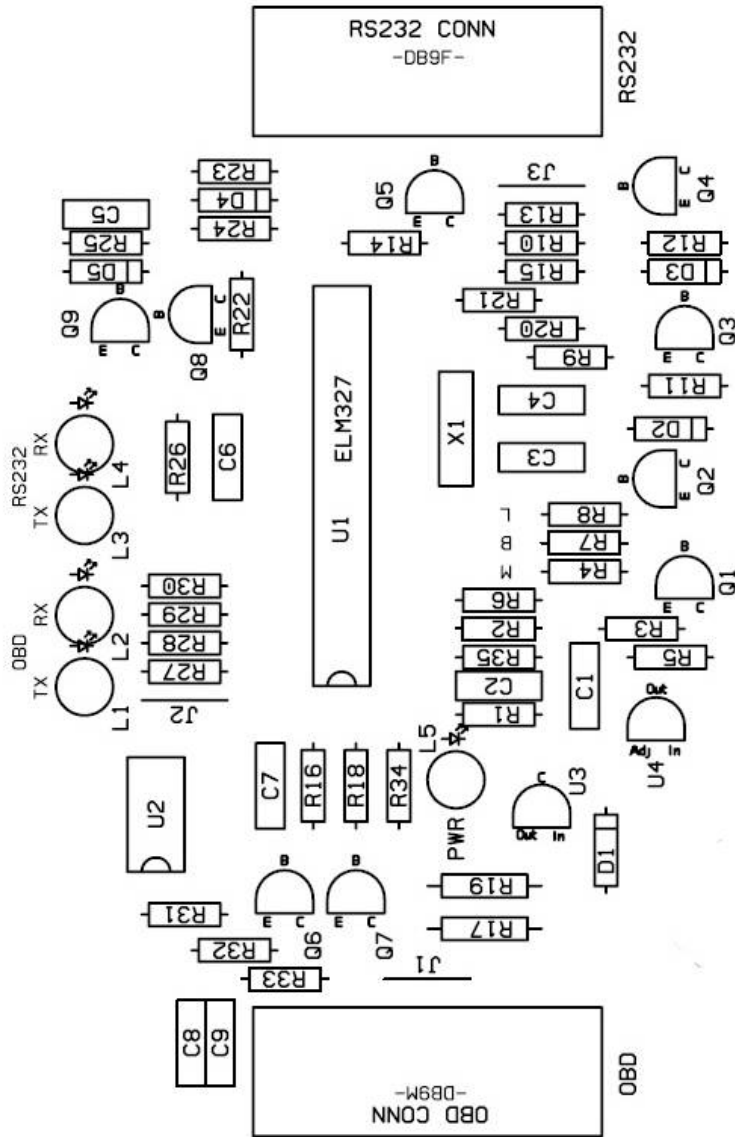 RS232 CONN
-DB9F-
RS232
R23
D4
R24
C5
R25
D5
Q9
B
E C
B
C
E
Q8
R22
Q5
B
E C
R14
J3
R13
R10
R15
R21
R20
R9
B
C
E
Q4
R12
D3
B
E C
Q3
R11
D2
B
C
E
Q2
X1
C4
C3
U1 ELM327
R26
C6
RS232
RX
TX
L4
L3
OBD
RX
TX
L2
L1
R30
R29
R28
R27
J2
L
B
M
R8
R7
R4
R6
R2
R35
C2
R1
C1
B
E C
Q1
R3
R5
Out
Adj In
U4
L5
PWR
C
Out In
U3
D1
U2
C7
R16
R18
R34
B
E C
Q6
B
E C
Q7
R19
R17
R31
R32
R33
J1
C8
C9
OBD
-DB9M-
OBD CONN